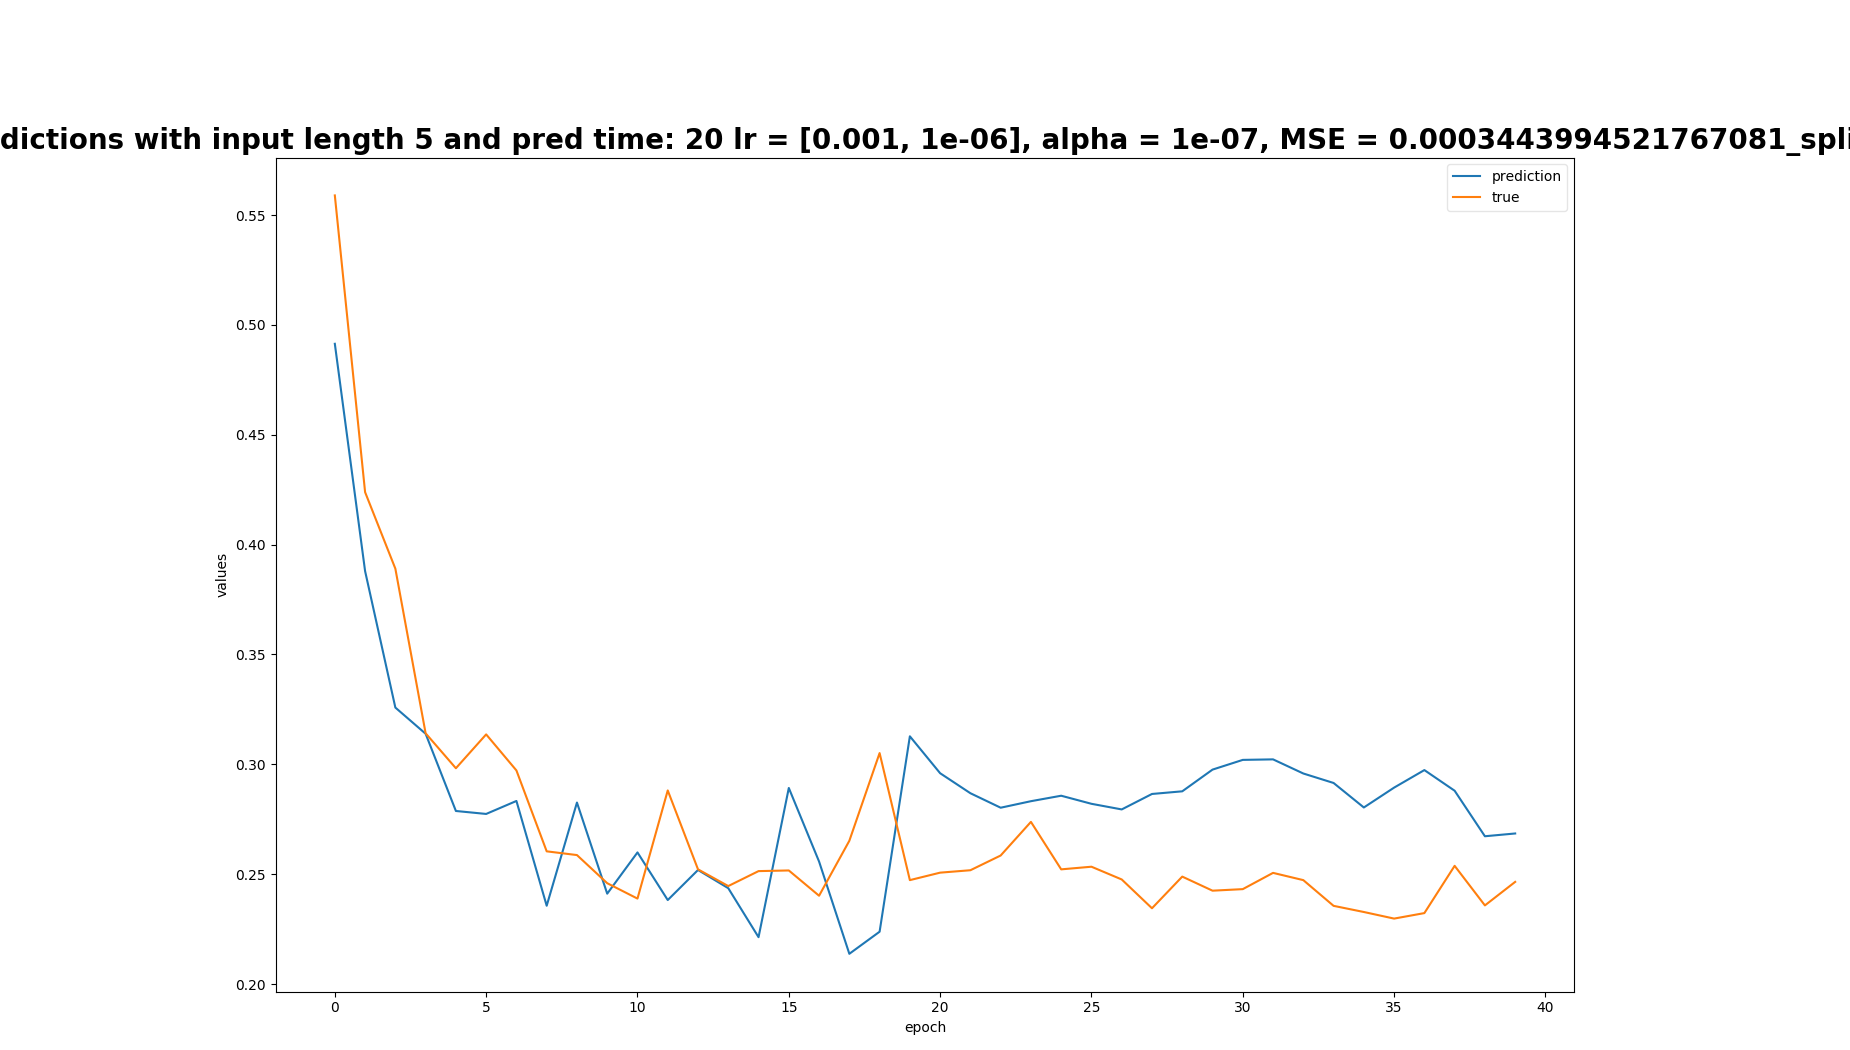 dictions with input length 5 and pred time: 20 lr = [0.001, 1e-06], alpha = 1e-07, MSE = 0.0003443994521767081_spli
prediction
true
0.55
0.50
0.45
0.40
0.35
0.30
0.25
0.20
values
0 5 10 15 20 25 30 35 40
epoch